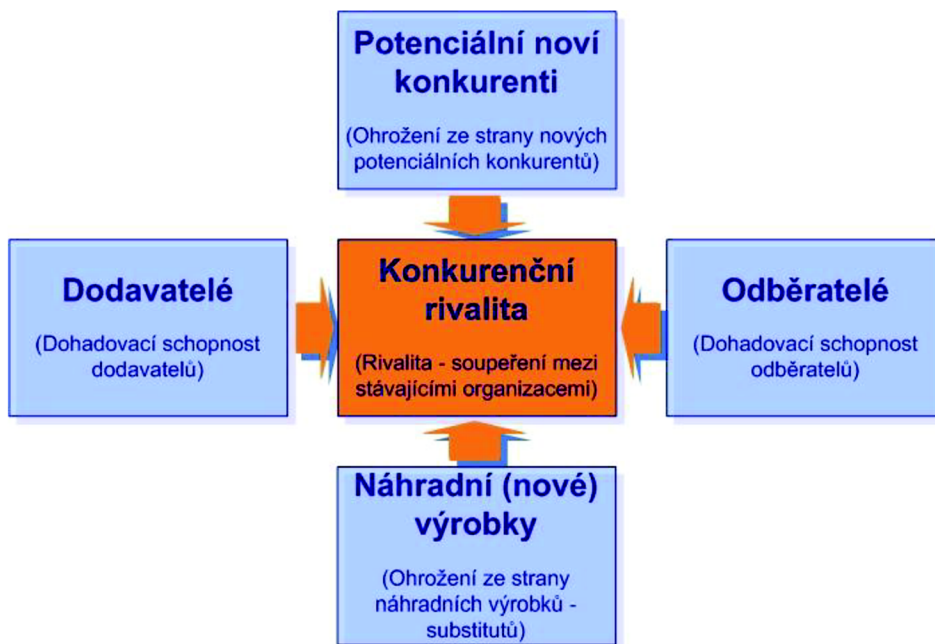 Potenciální noví
konkurenti
(Ohrožení ze strany nových
potenciálních konkurentů)
Dodavatelé
(Dohadovací schopnost
dodavatelů)
Konkurenční
rivalita
(Rivalita - soupeření mezi
stávajícími organizacemi)
Odběratelé
(Dohadovací schopnost
odběratelů)
Náhradní (nové)
výrobky
(Ohrožení ze strany
náhradních výrobků -
substitutů)